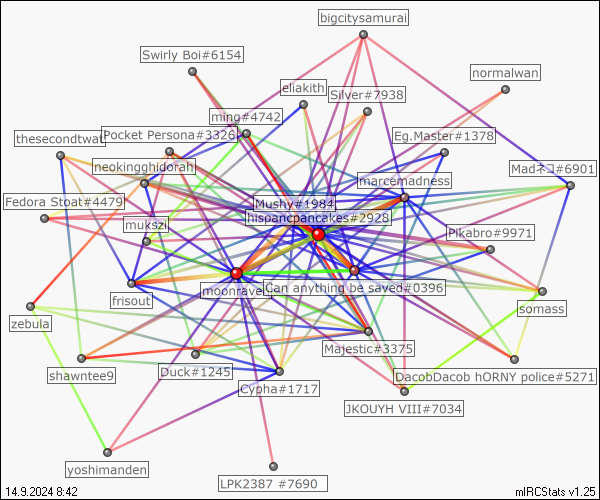 bigcitysamurai
Swirly Boi#6154
normalwan
eliakith
Silver#7938
ming#4742
Pocket Persona#3326
Eg.Master#1378
thesecondtwat
neokingghidorah
Madネコ#6901
marcemadness
Fedora Stoat#4479
Mushy#1984
hispancpancakes#2928
mukszi
Pikabro#9971
moonravel
Can anything be saved#0396
frisout
somass
zebula
Majestic#3375
shawntee9
Duck#1245
DacobDacob hORNY police#5271
Cypha#1717
JKOUYH VIII#7034
yoshimanden
LPK2387 #7690
14.9.2024 8:42
mIRCStats v1.25